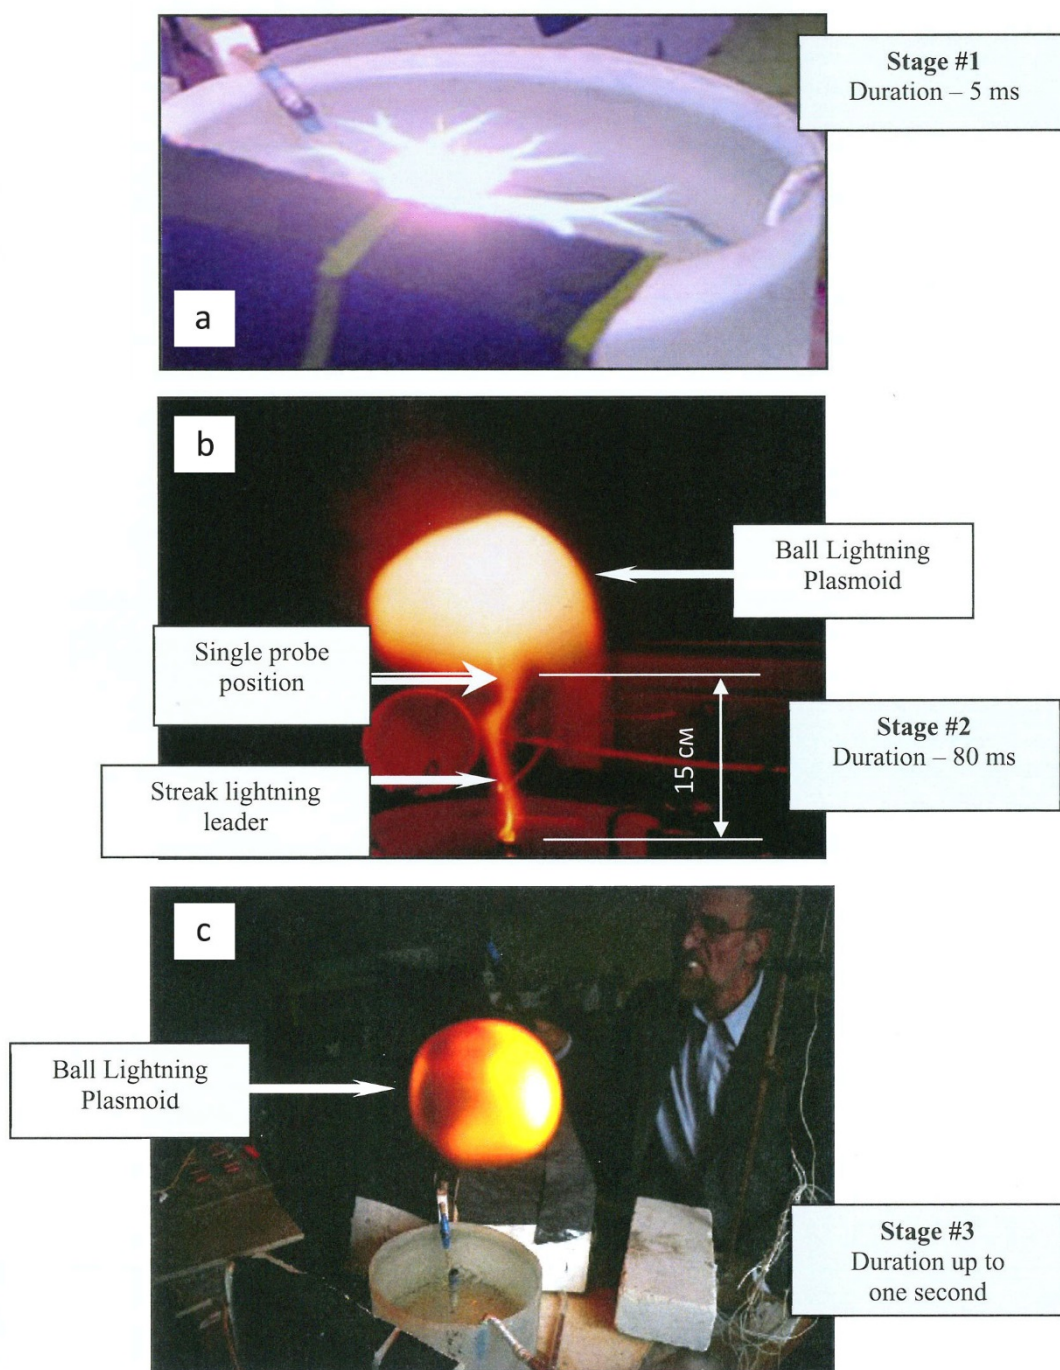 Stage #1
Duration – 5 ms
a
b
Ball Lightning
Plasmoid
Single probe
position
Stage #2
Duration – 80 ms
15 см
Streak lightning
leader
c
Ball Lightning
Plasmoid
Stage #3
Duration up to
one second